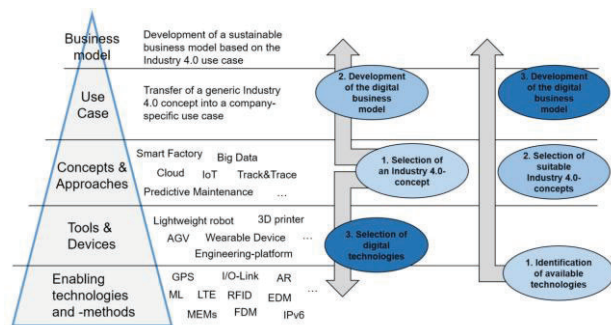 Business
model
Development of a sustainable
business model based on the
Industry 4.0 use case
Use
Case
Transfer of a generic Industry
4.0 concept into a company-
specific use case
2. Development
of the digital
business
model
3. Development
of the digital
business
model
Concepts &
Approaches
Smart Factory
Big Data
Cloud
IoT
Track&Trace
Predictive Maintenance
...
1. Selection of
an Industry 4.0-
concept
2. Selection of
suitable
Industry 4.0-
concepts
Tools &
Devices
Lightweight robot
3D printer
AGV
Wearable Device
...
Engineering-platform
3. Selection of
digital
technologies
Enabling
technologies
and -methods
GPS
I/O-Link
AR
ML
LTE
RFID
EDM
...
MEMs
FDM
IPv6
1. Identification
of available
technologies